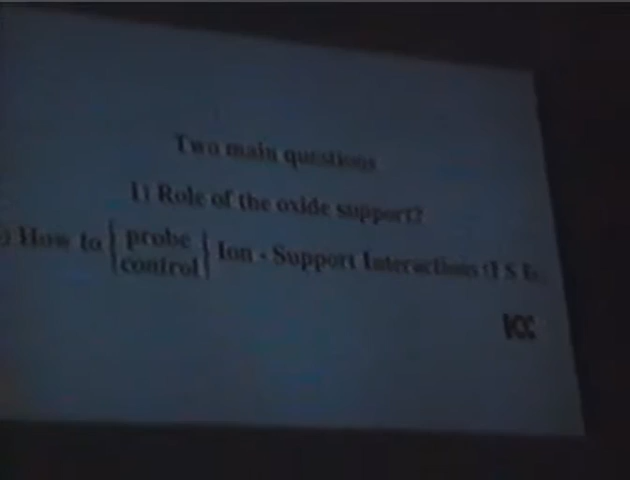 Two main questions
1) Role of the oxide support?
How to { probe control } Ion - Support Interactions (I S I)